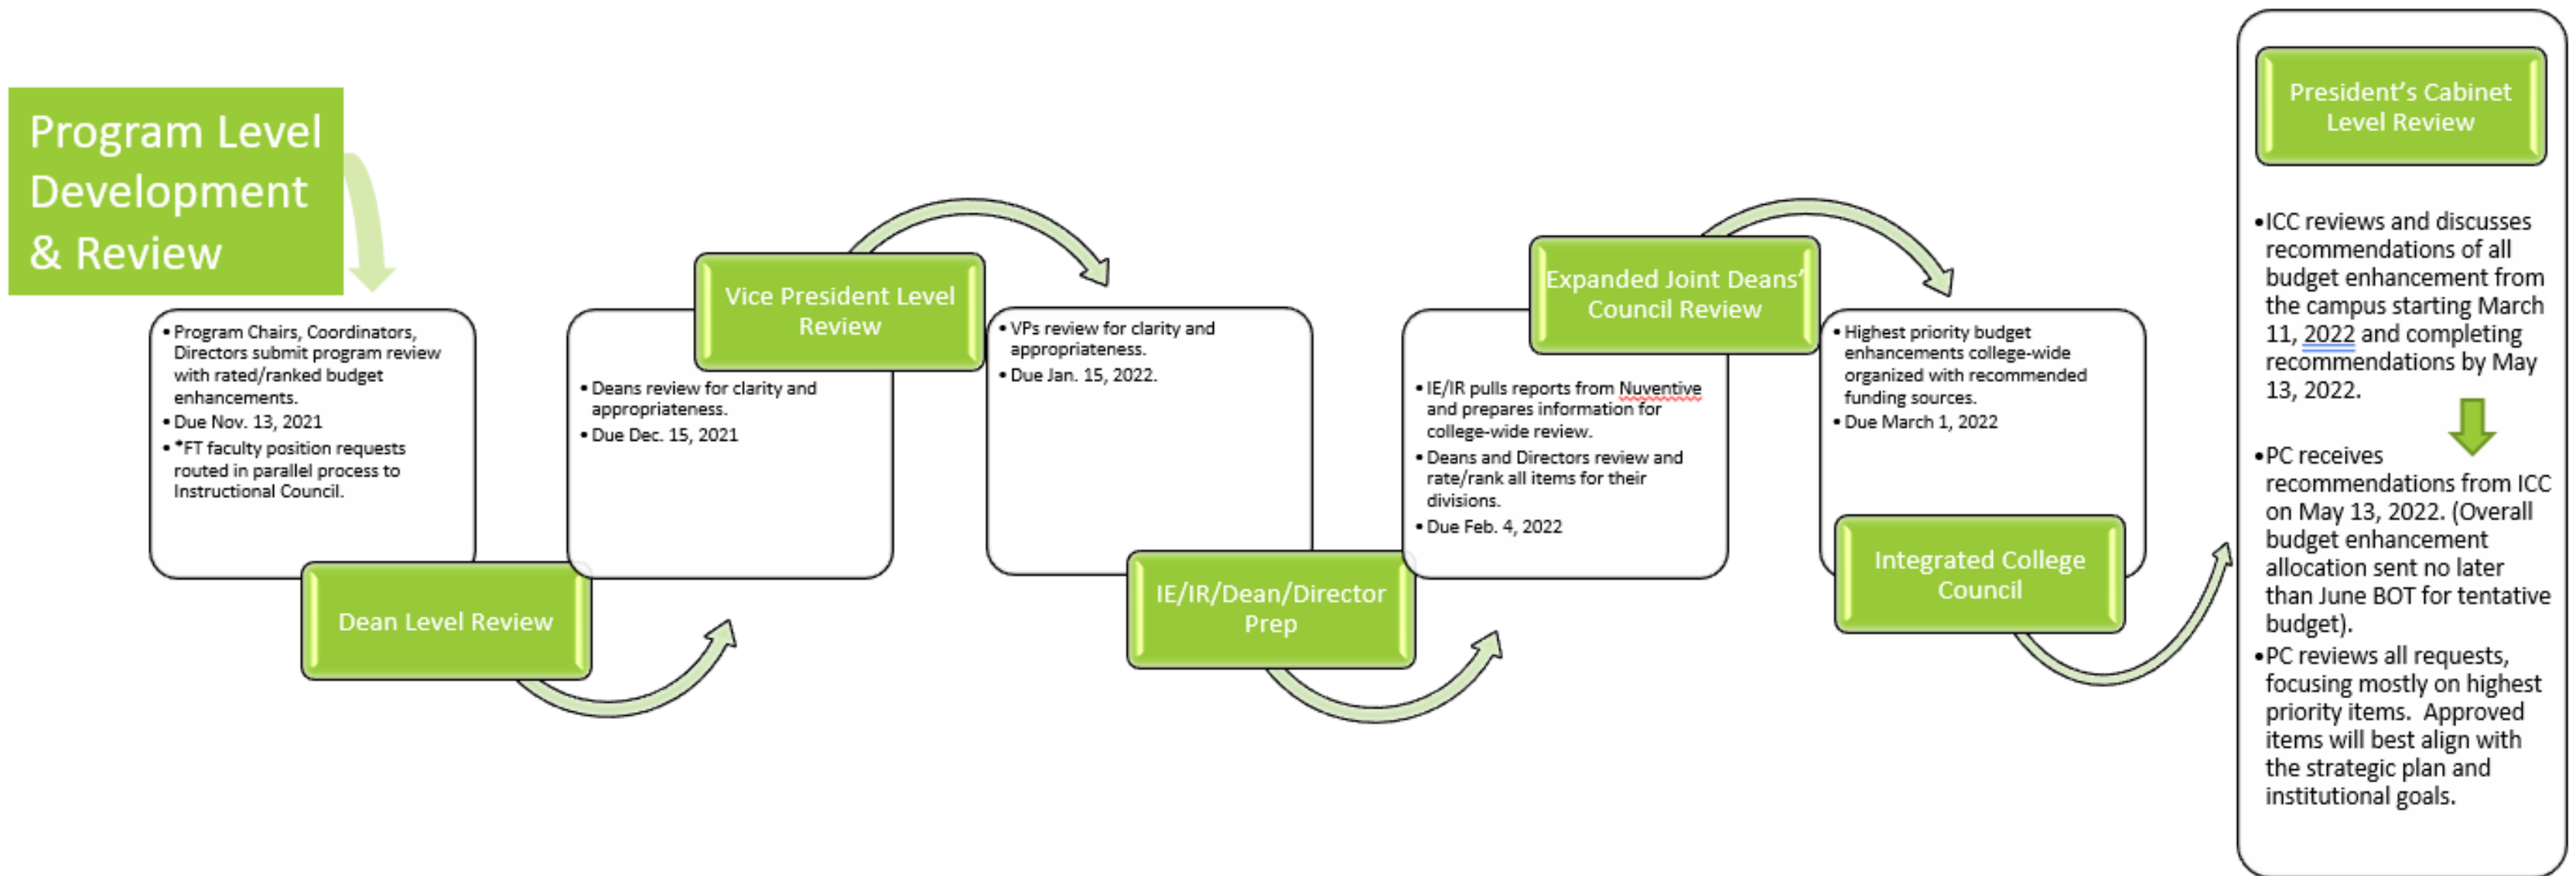 Program Level
Development
& Review
• Program Chairs, Coordinators,
Directors submit program review
with rated/ranked budget
enhancements.
• Due Nov. 13, 2021
• *FT faculty position requests
routed in parallel process to
Instructional Council.
Dean Level Review
• Deans review for clarity and
appropriateness.
• Due Dec. 15, 2021
Vice President Level
Review
• VPs review for clarity and
appropriateness.
• Due Jan. 15, 2022.
IE/IR/Dean/Director
Prep
• IE/IR pulls reports from Nuventive
and prepares information for
college-wide review.
• Deans and Directors review and
rate/rank all items for their
divisions.
• Due Feb. 4, 2022
Expanded Joint Deans’
Council Review
• Highest priority budget
enhancements college-wide
organized with recommended
funding sources.
• Due March 1, 2022
Integrated College
Council
President’s Cabinet
Level Review
•ICC reviews and discusses
recommendations of all
budget enhancement from
the campus starting March
11, 2022 and completing
recommendations by May
13, 2022.
•PC receives
recommendations from ICC
on May 13, 2022. (Overall
budget enhancement
allocation sent no later
than June BOT for tentative
budget).
•PC reviews all requests,
focusing mostly on highest
priority items.  Approved
items will best align with
the strategic plan and
institutional goals.